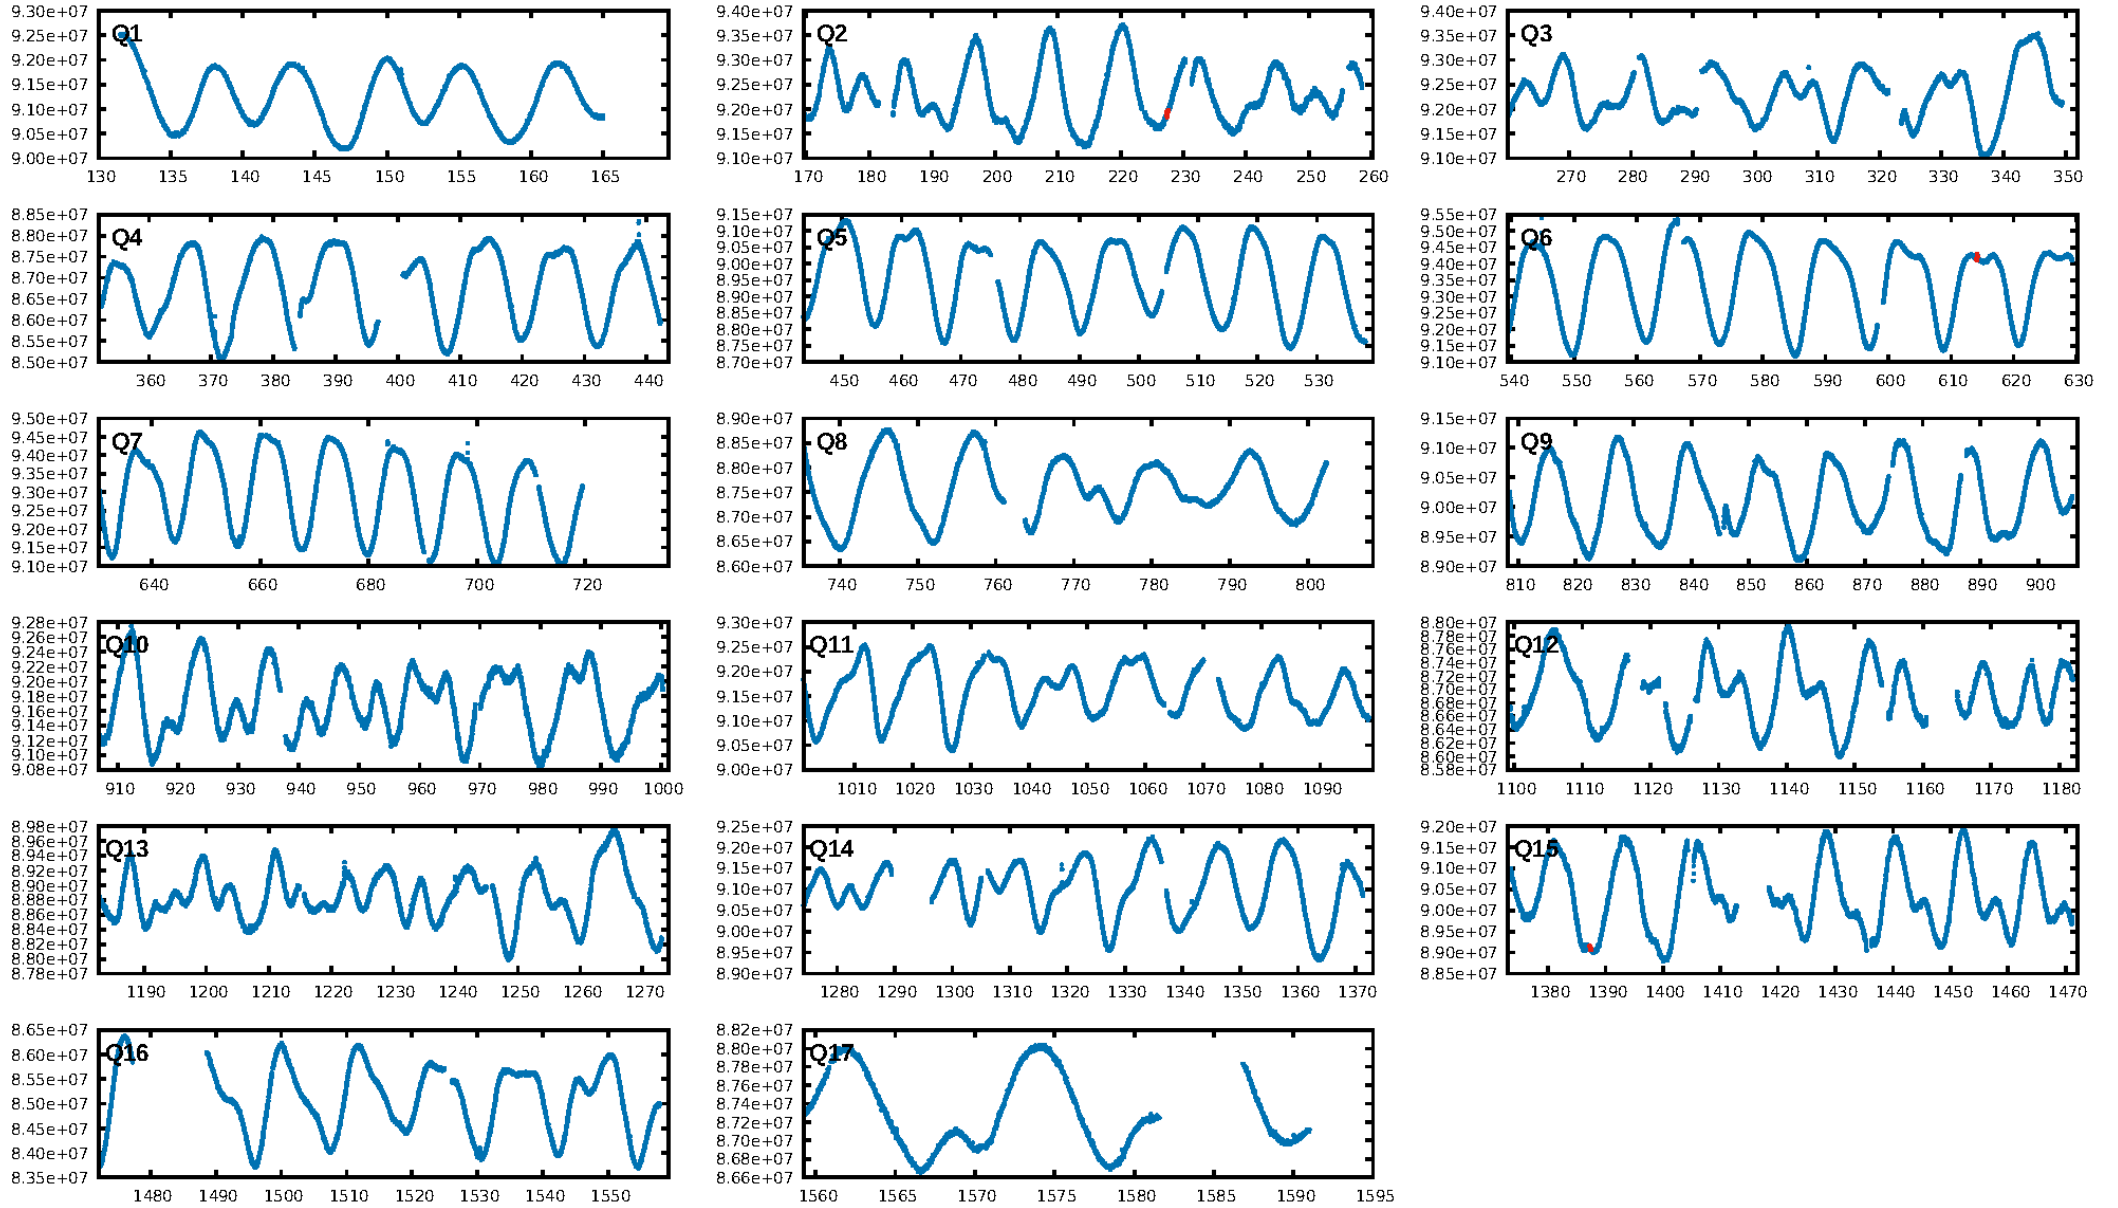 Q1
9.30e+07
9.25e+07
9.20e+07
9.15e+07
9.10e+07
9.05e+07
9.00e+07
130 135 140 145 150 155 160 165
Q2
9.40e+07
9.35e+07
9.30e+07
9.25e+07
9.20e+07
9.15e+07
9.10e+07
170 180 190 200 210 220 230 240 250 260
Q3
9.40e+07
9.35e+07
9.30e+07
9.25e+07
9.20e+07
9.15e+07
9.10e+07
270 280 290 300 310 320 330 340 350
Q4
8.85e+07
8.80e+07
8.75e+07
8.70e+07
8.65e+07
8.60e+07
8.55e+07
8.50e+07
360 370 380 390 400 410 420 430 440
Q5
9.15e+07
9.10e+07
9.05e+07
9.00e+07
8.95e+07
8.90e+07
8.85e+07
8.80e+07
8.75e+07
8.70e+07
450 460 470 480 490 500 510 520 530
Q6
9.55e+07
9.50e+07
9.45e+07
9.40e+07
9.35e+07
9.30e+07
9.25e+07
9.20e+07
9.15e+07
9.10e+07
540 550 560 570 580 590 600 610 620 630
Q7
9.50e+07
9.45e+07
9.40e+07
9.35e+07
9.30e+07
9.25e+07
9.20e+07
9.15e+07
9.10e+07
640 660 680 700 720
Q8
8.90e+07
8.85e+07
8.80e+07
8.75e+07
8.70e+07
8.65e+07
8.60e+07
740 750 760 770 780 790 800
Q9
9.15e+07
9.10e+07
9.05e+07
9.00e+07
8.95e+07
8.90e+07
810 820 830 840 850 860 870 880 890 900
Q10
9.28e+07
9.26e+07
9.24e+07
9.22e+07
9.20e+07
9.18e+07
9.16e+07
9.14e+07
9.12e+07
9.10e+07
9.08e+07
910 920 930 940 950 960 970 980 990 1000
Q11
9.30e+07
9.25e+07
9.20e+07
9.15e+07
9.10e+07
9.05e+07
9.00e+07
1010 1020 1030 1040 1050 1060 1070 1080 1090
Q12
8.80e+07
8.78e+07
8.76e+07
8.74e+07
8.72e+07
8.70e+07
8.68e+07
8.66e+07
8.64e+07
8.62e+07
8.60e+07
8.58e+07
1100 1110 1120 1130 1140 1150 1160 1170 1180
Q13
8.98e+07
8.96e+07
8.94e+07
8.92e+07
8.90e+07
8.88e+07
8.86e+07
8.84e+07
8.82e+07
8.80e+07
8.78e+07
1190 1200 1210 1220 1230 1240 1250 1260 1270
Q14
9.25e+07
9.20e+07
9.15e+07
9.10e+07
9.05e+07
9.00e+07
8.95e+07
8.90e+07
1280 1290 1300 1310 1320 1330 1340 1350 1360 1370
Q15
9.20e+07
9.15e+07
9.10e+07
9.05e+07
9.00e+07
8.95e+07
8.90e+07
8.85e+07
1380 1390 1400 1410 1420 1430 1440 1450 1460 1470
Q16
8.65e+07
8.60e+07
8.55e+07
8.50e+07
8.45e+07
8.40e+07
8.35e+07
1480 1490 1500 1510 1520 1530 1540 1550
Q17
8.82e+07
8.80e+07
8.78e+07
8.76e+07
8.74e+07
8.72e+07
8.70e+07
8.68e+07
8.66e+07
1560 1565 1570 1575 1580 1585 1590 1595